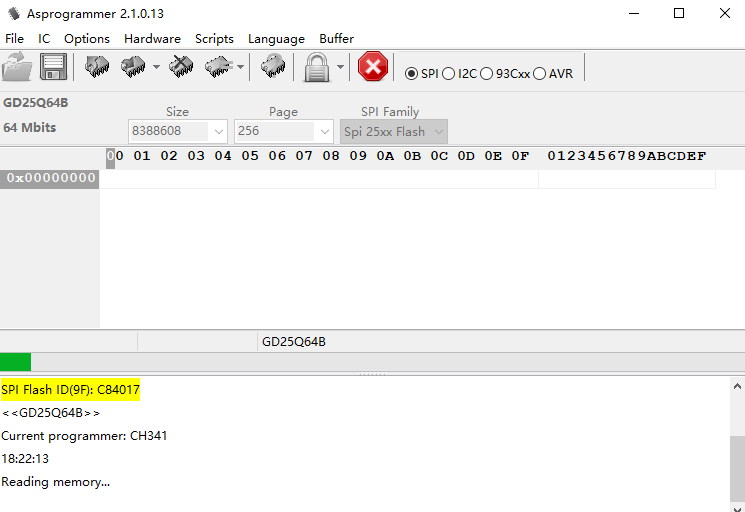 Asprogrammer 2.1.0.13
File IC Options Hardware Scripts Language Buffer
SPI I2C 93Cxx AVR
GD25Q64B
64 Mbits
Size Page SPI Family
8388608 256 Spi 25xx Flash
00 01 02 03 04 05 06 07 08 09 0A 0B 0C 0D 0E 0F 0123456789ABCDEF
0x00000000
GD25Q64B
SPI Flash ID(9F): C84017
<<GD25Q64B>>
Current programmer: CH341
18:22:13
Reading memory...